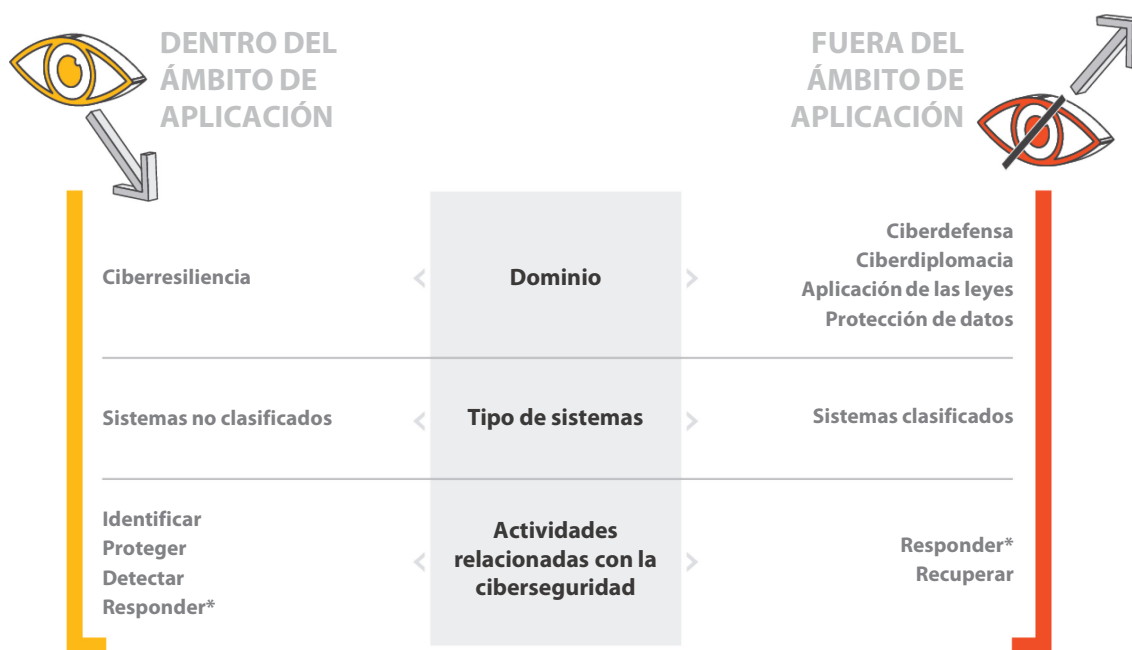 DENTRO DEL
ÁMBITO DE
APLICACIÓN
FUERA DEL
ÁMBITO DE
APLICACIÓN
Ciberresiliencia
Dominio
Ciberdefensa
Ciberdiplomacia
Aplicación de las leyes
Protección de datos
Sistemas no clasificados
Tipo de sistemas
Sistemas clasificados
Identificar
Proteger
Detectar
Responder*
Actividades
relacionadas con la
ciberseguridad
Responder*
Recuperar